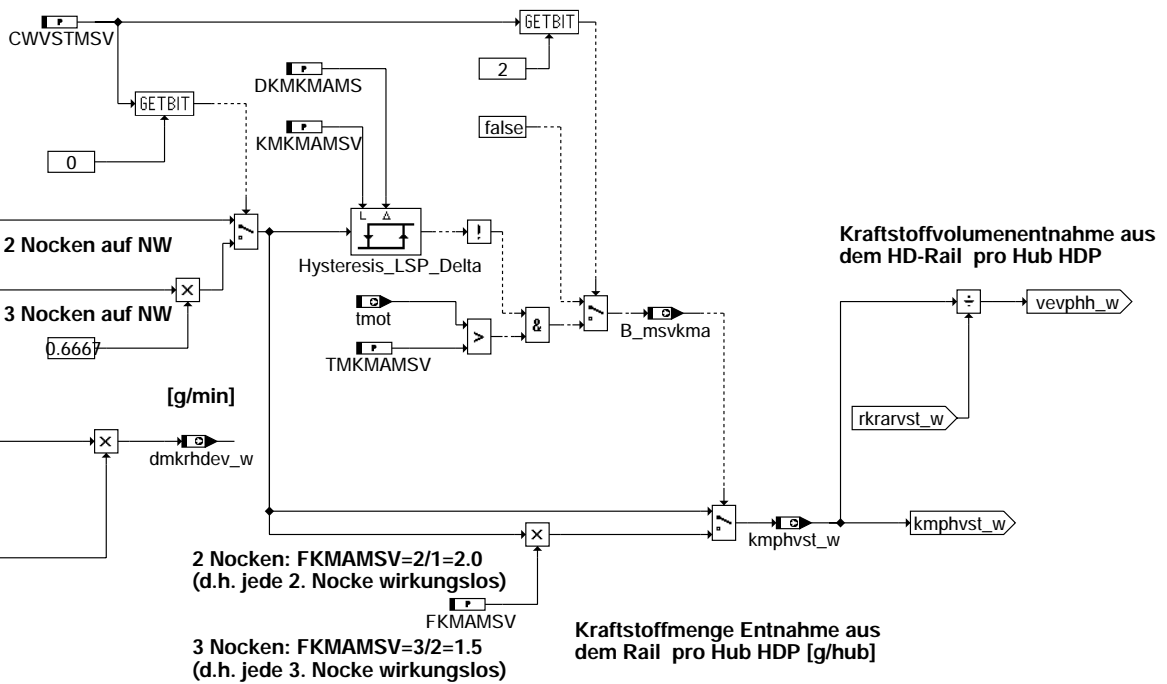 P
CWVSTMSV
GETBIT
2
P
DKMKMAMS
GETBIT
P
KMKMAMSV
false
0
L Δ
!
2 Nocken auf NW
Hysteresis_LSP_Delta
Kraftstoffvolumenentnahme aus
dem HD-Rail pro Hub HDP
×
3 Nocken auf NW
0.6667
tmot
>
&
B_msvkma
÷
vevphh_w
P
TMKMAMSV
[g/min]
rkrarvst_w
×
dmkrhdev_w
×
kmphvst_w
kmphvst_w
2 Nocken: FKMAMSV=2/1=2.0
(d.h. jede 2. Nocke wirkungslos)
P
FKMAMSV
3 Nocken: FKMAMSV=3/2=1.5
(d.h. jede 3. Nocke wirkungslos)
Kraftstoffmenge Entnahme aus
dem Rail pro Hub HDP [g/hub]